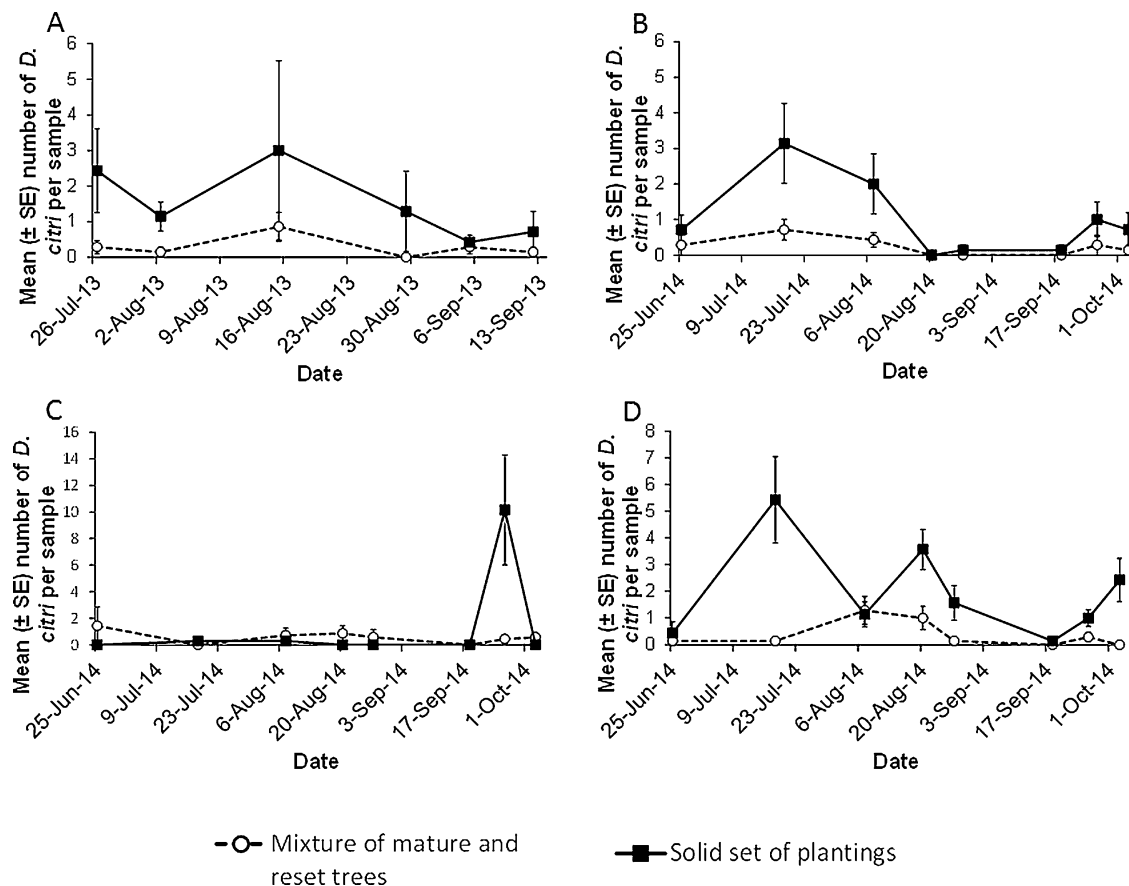 A
Mean (± SE) number of D.
citri per sample
6
5
4
3
2
1
0
26-Jul-13
2-Aug-13
9-Aug-13
16-Aug-13
23-Aug-13
30-Aug-13
6-Sep-13
13-Sep-13
Date
B
Mean (± SE) number of D.
citri per sample
6
5
4
3
2
1
0
25-Jun-14
9-Jul-14
23-Jul-14
6-Aug-14
20-Aug-14
3-Sep-14
17-Sep-14
1-Oct-14
Date
C
Mean (± SE) number of D.
citri per sample
16
14
12
10
8
6
4
2
0
25-Jun-14
9-Jul-14
23-Jul-14
6-Aug-14
20-Aug-14
3-Sep-14
17-Sep-14
1-Oct-14
Date
D
Mean (± SE) number of D.
citri per sample
8
7
6
5
4
3
2
1
0
25-Jun-14
9-Jul-14
23-Jul-14
6-Aug-14
20-Aug-14
3-Sep-14
17-Sep-14
1-Oct-14
Date
Mixture of mature and
reset trees
Solid set of plantings